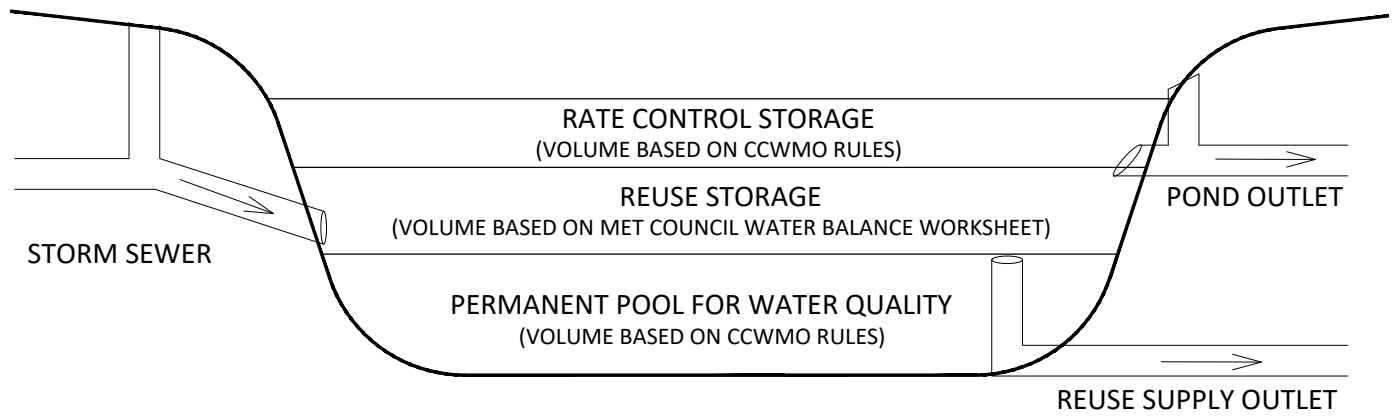 RATE CONTROL STORAGE
(VOLUME BASED ON CCWMO RULES)
REUSE STORAGE
(VOLUME BASED ON MET COUNCIL WATER BALANCE WORKSHEET)
POND OUTLET
STORM SEWER
PERMANENT POOL FOR WATER QUALITY
(VOLUME BASED ON CCWMO RULES)
REUSE SUPPLY OUTLET